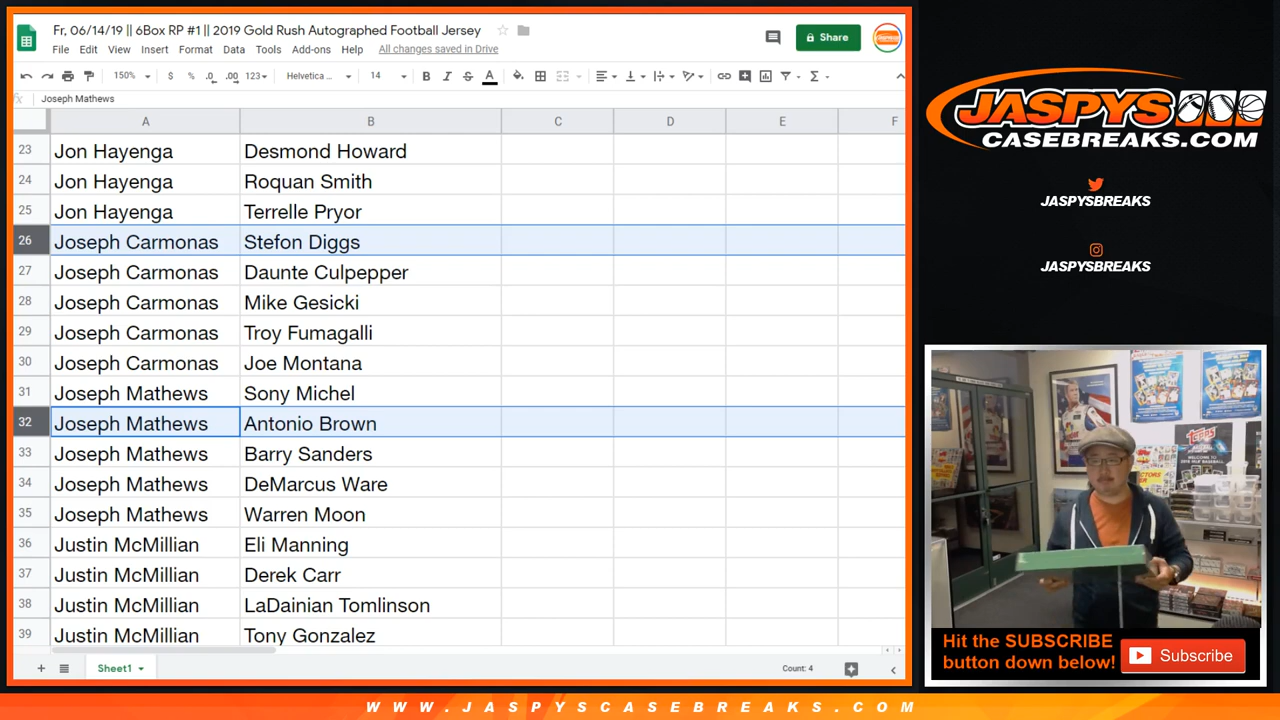 Fr, 06/14/19 || 6Box RP #1 || 2019 Gold Rush Autographed Football Jersey
File Edit View Insert Format Data Tools Add-ons Help All changes saved in Drive
Share
150% $ % .0 .00 123 Helvetica ... 14 B I S A
fx Joseph Mathews
A B C D E F
23 Jon Hayenga Desmond Howard
24 Jon Hayenga Roquan Smith
25 Jon Hayenga Terrelle Pryor
26 Joseph Carmonas Stefon Diggs
27 Joseph Carmonas Daunte Culpepper
28 Joseph Carmonas Mike Gesicki
29 Joseph Carmonas Troy Fumagalli
30 Joseph Carmonas Joe Montana
31 Joseph Mathews Sony Michel
32 Joseph Mathews Antonio Brown
33 Joseph Mathews Barry Sanders
34 Joseph Mathews DeMarcus Ware
35 Joseph Mathews Warren Moon
36 Justin McMillian Eli Manning
37 Justin McMillian Derek Carr
38 Justin McMillian LaDainian Tomlinson
39 Justin McMillian Tony Gonzalez
Sheet1
Count: 4
JASPYS
CASEBREAKS.COM
JASPYSBREAKS
JASPYSBREAKS
TOPPS
Hit the SUBSCRIBE
button down below!
Subscribe
WWW.JASPYSCASEBREAKS.COM